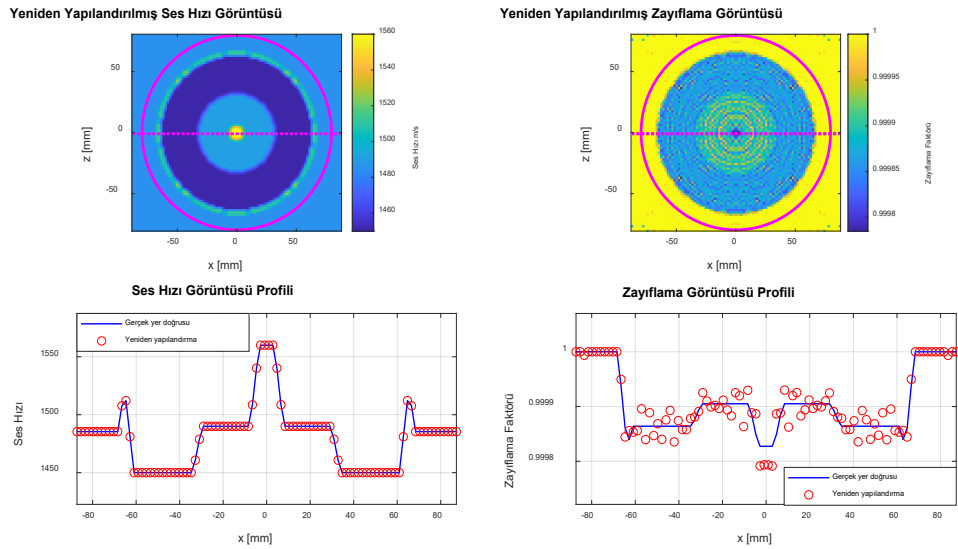 Yeniden Yapılandırılmış Ses Hızı Görüntüsü
1560
1540
1520
1500
1480
1460
Ses Hızı m/s
50
0
-50
z [mm]
-50
0
50
x [mm]
Yeniden Yapılandırılmış Zayıflama Görüntüsü
1
0.99995
0.9999
0.99985
0.9998
Zayıflama Faktörü
50
0
-50
z [mm]
-50
0
50
x [mm]
Ses Hızı Görüntüsü Profili
Gerçek yer doğrusu
Yeniden yapılandırma
1550
1500
1450
Ses Hızı
-80
-60
-40
-20
0
20
40
60
80
x [mm]
Zayıflama Görüntüsü Profili
1
0.9999
0.9998
Zayıflama Faktörü
Gerçek yer doğrusu
Yeniden yapılandırma
-80
-60
-40
-20
0
20
40
60
80
x [mm]